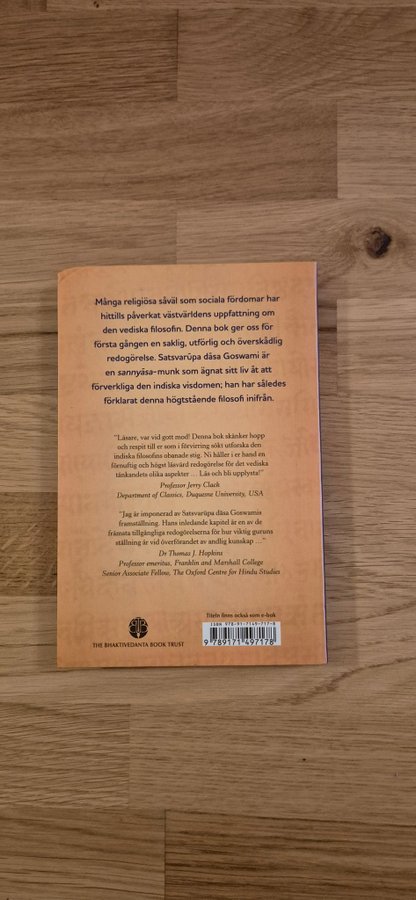 Många religiösa såväl som sociala fördomar har
hittills påverkat västvärldens uppfattning om
den vediska filosofin. Denna bok ger oss för
första gången en saklig, utförlig och överskådlig
redogörelse. Satsvarūpa dāsa Goswami är
en sannyāsa-munk som ägnat sitt liv åt att
förverkliga den indiska visdomen; han har således
förklarat denna högtstående filosofi inifrån.
"Läsare, var vid gott mod! Denna bok skänker hopp
och respit till er som i förvirring sökt utforska den
indiska filosofins obanade stig. Ni håller i er hand en
förnuftig och högst läsvärd redogörelse för det vediska
tänkandets olika aspekter ... Läs och bli upplysta!"
Professor Jerry Clack
Department of Classics, Duquesne University, USA
"Jag är imponerad av Satsvarūpa dāsa Goswamis
framställning. Hans inledande kapitel är en av de
främsta tillgängliga redogörelserna för hur viktig guruns
ställning är vid överförandet av andlig kunskap ..."
Dr Thomas J. Hopkins
Professor emeritus, Franklin and Marshall College
Senior Associate Fellow, The Oxford Centre for Hindu Studies
Titeln finns också som e-bok
ISBN 978-91-7149-717-8
9 789171 497178
THE BHAKTIVEDANTA BOOK TRUST